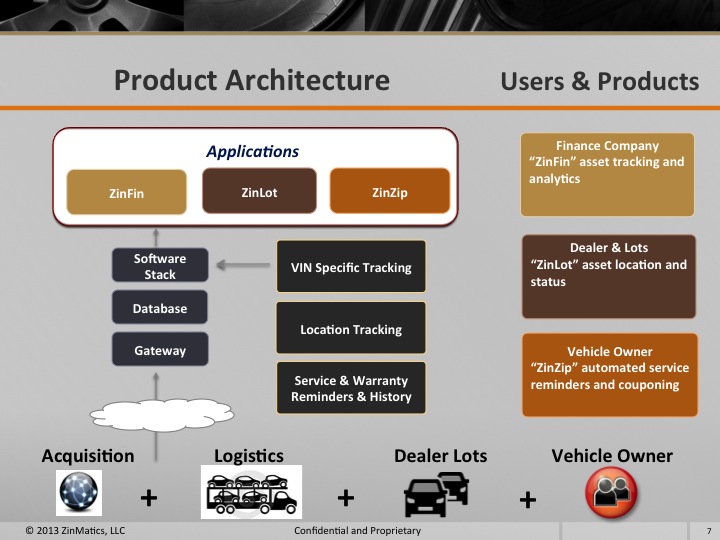 Product Architecture
Users & Products
Applications
ZinFin
ZinLot
ZinZip
Software
Stack
Database
Gateway
VIN Specific Tracking
Location Tracking
Service & Warranty
Reminders & History
Finance Company
“ZinFin” asset tracking and
analytics
Dealer & Lots
“ZinLot” asset location and
status
Vehicle Owner
“ZinZip” automated service
reminders and couponing
Acquisition
Logistics
Dealer Lots
Vehicle Owner
+
+
+
© 2013 ZinMatics, LLC
Confidential and Proprietary
7